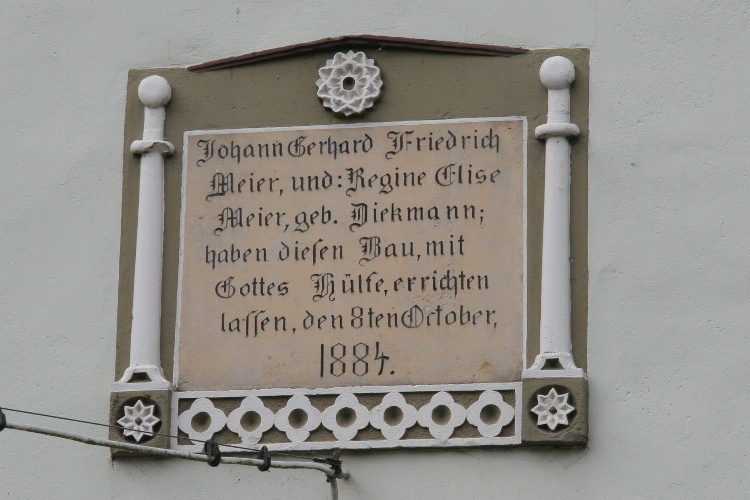 Johann Gerhard Friedrich
Meier, und: Regine Elise
Meier, geb. Diekmann;
haben dieſen Bau, mit
Gottes Hülfe, errichten
laſſen, den 8ten October,
1884.